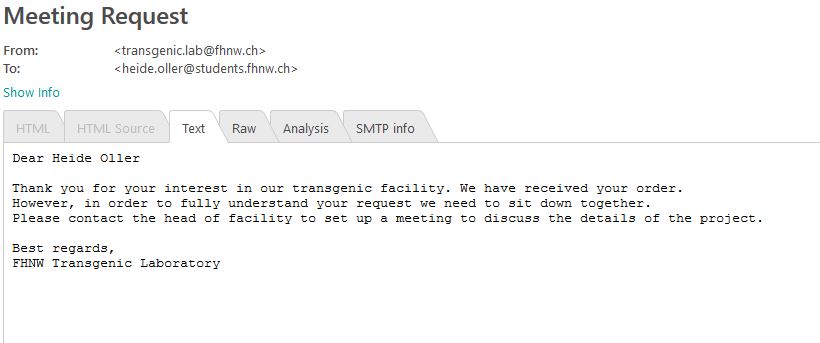 Meeting Request
From: <transgenic.lab@fhnw.ch>
To: <heide.oller@students.fhnw.ch>
Show Info
HTML HTML Source Text Raw Analysis SMTP info
Dear Heide Oller
Thank you for your interest in our transgenic facility. We have received your order.
However, in order to fully understand your request we need to sit down together.
Please contact the head of facility to set up a meeting to discuss the details of the project.
Best regards,
FHNW Transgenic Laboratory